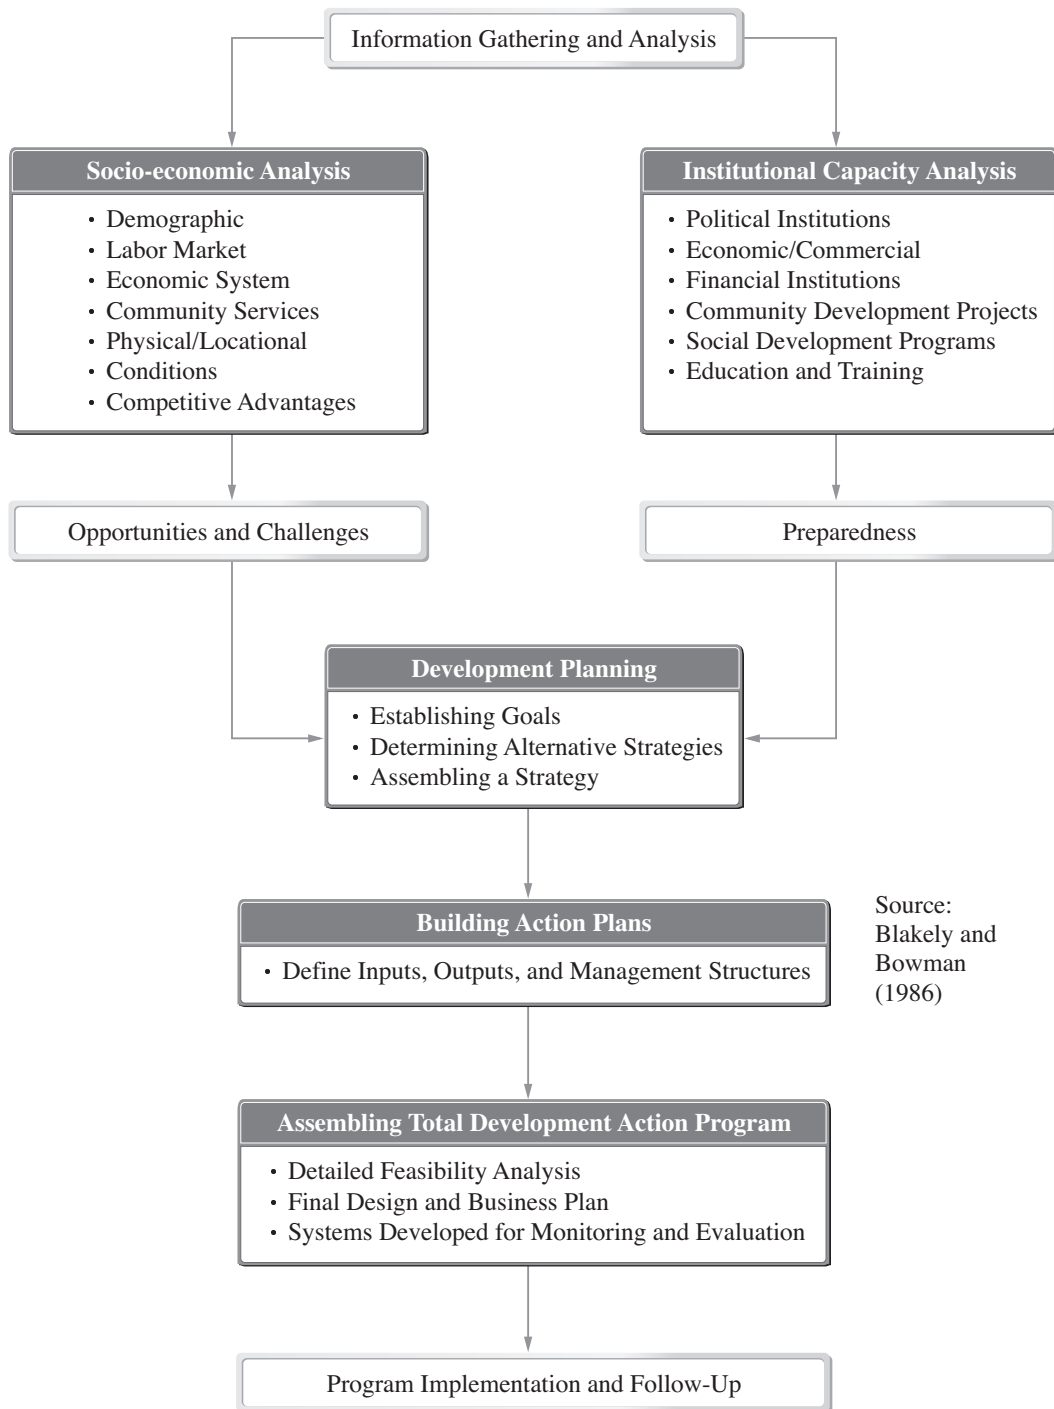 Information Gathering and Analysis
Socio-economic Analysis
• Demographic
• Labor Market
• Economic System
• Community Services
• Physical/Locational
• Conditions
• Competitive Advantages
Institutional Capacity Analysis
• Political Institutions
• Economic/Commercial
• Financial Institutions
• Community Development Projects
• Social Development Programs
• Education and Training
Opportunities and Challenges
Preparedness
Development Planning
• Establishing Goals
• Determining Alternative Strategies
• Assembling a Strategy
Building Action Plans
• Define Inputs, Outputs, and Management Structures
Source:
Blakely and
Bowman
(1986)
Assembling Total Development Action Program
• Detailed Feasibility Analysis
• Final Design and Business Plan
• Systems Developed for Monitoring and Evaluation
Program Implementation and Follow-Up